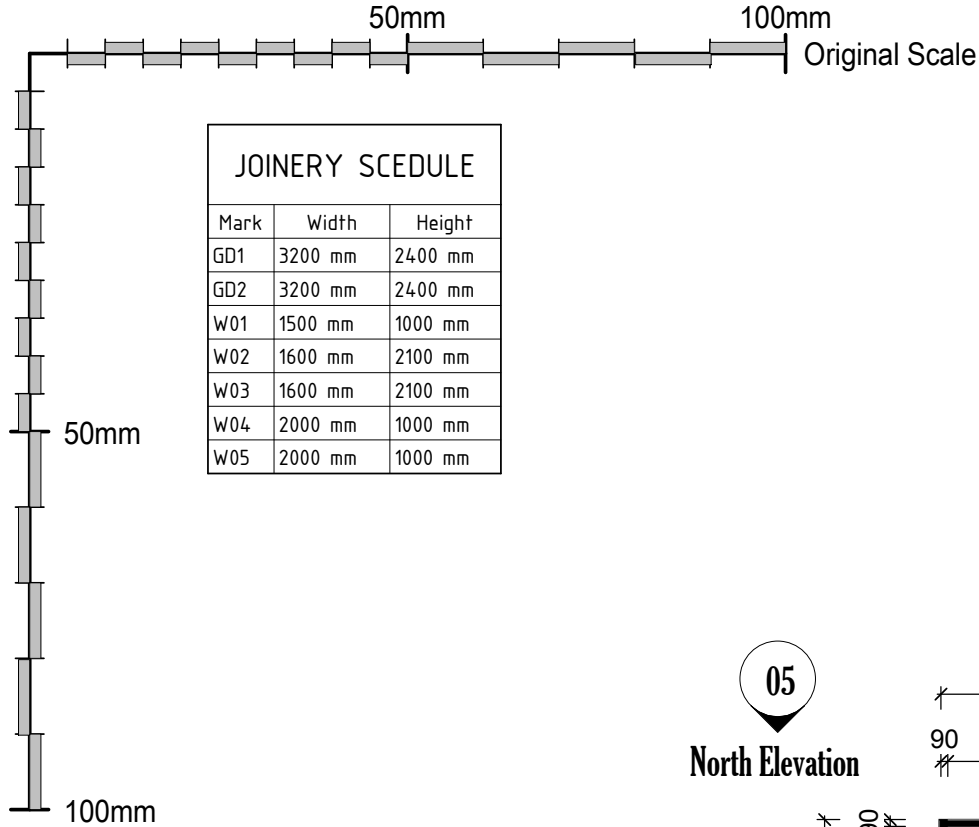 50mm 100mm
Original Scale
JOINERY SCEDULE
Mark Width Height
GD1 3200 mm 2400 mm
GD2 3200 mm 2400 mm
W01 1500 mm 1000 mm
W02 1600 mm 2100 mm
W03 1600 mm 2100 mm
W04 2000 mm 1000 mm
W05 2000 mm 1000 mm
50mm
05
North Elevation
90
100mm